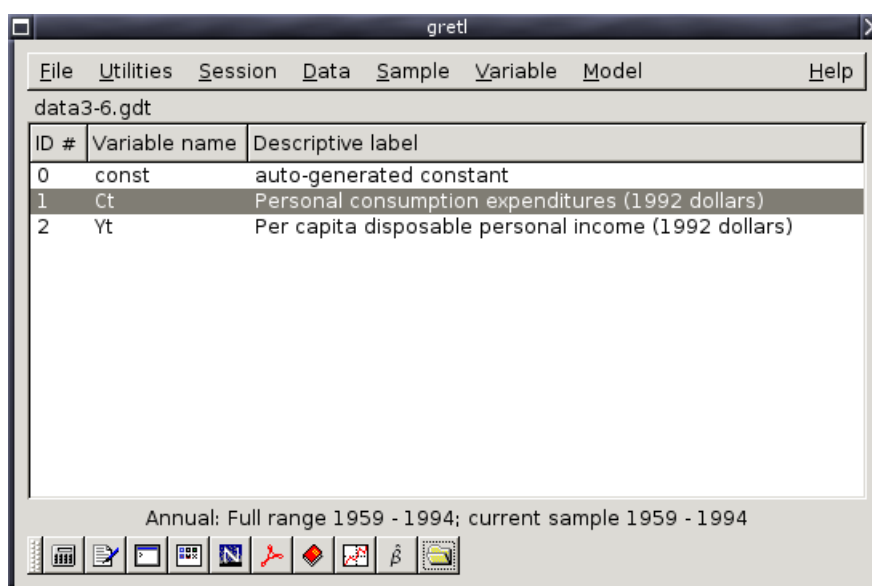 gretl
File Utilities Session Data Sample Variable Model Help
data3-6.gdt
ID # Variable name Descriptive label
0 const auto-generated constant
1 Ct Personal consumption expenditures (1992 dollars)
2 Yt Per capita disposable personal income (1992 dollars)
Annual: Full range 1959 - 1994; current sample 1959 - 1994
N β̂